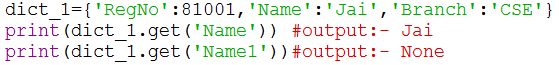 dict_1={'RegNo':81001,'Name':'Jai','Branch':'CSE'}
print(dict_1.get('Name')) #output:- Jai
print(dict_1.get('Name1'))#output:- None